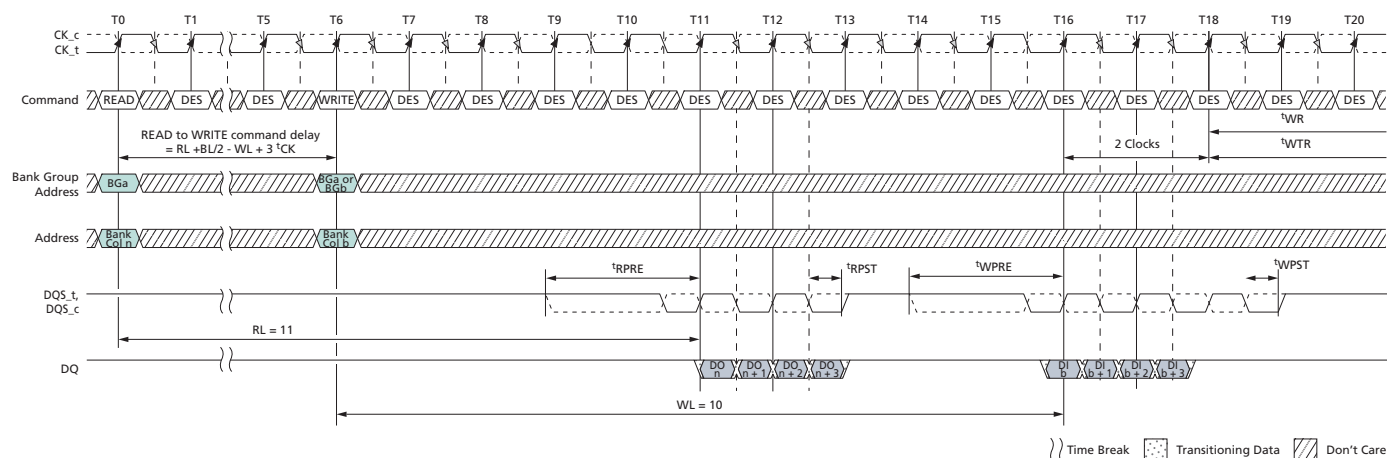 T0 T1 T5 T6 T7 T8 T9 T10 T11 T12 T13 T14 T15 T16 T17 T18 T19 T20
CK_c
CK_t
Command READ DES DES WRITE DES DES DES DES DES DES DES DES DES DES DES DES DES DES
tWR
READ to WRITE command delay
= RL +BL/2 - WL + 3 tCK
2 Clocks
tWTR
Bank Group
Address
BGa
BGa or
BGb
Address
Bank
Col n
Bank
Col b
tRPRE tRPST tWPRE tWPST
DQS_t,
DQS_c
RL = 11
DQ
DO
n
DO
n + 1
DO
n + 2
DO
n + 3
DI
b
DI
b + 1
DI
b + 2
DI
b + 3
WL = 10
Time Break Transitioning Data Don't Care